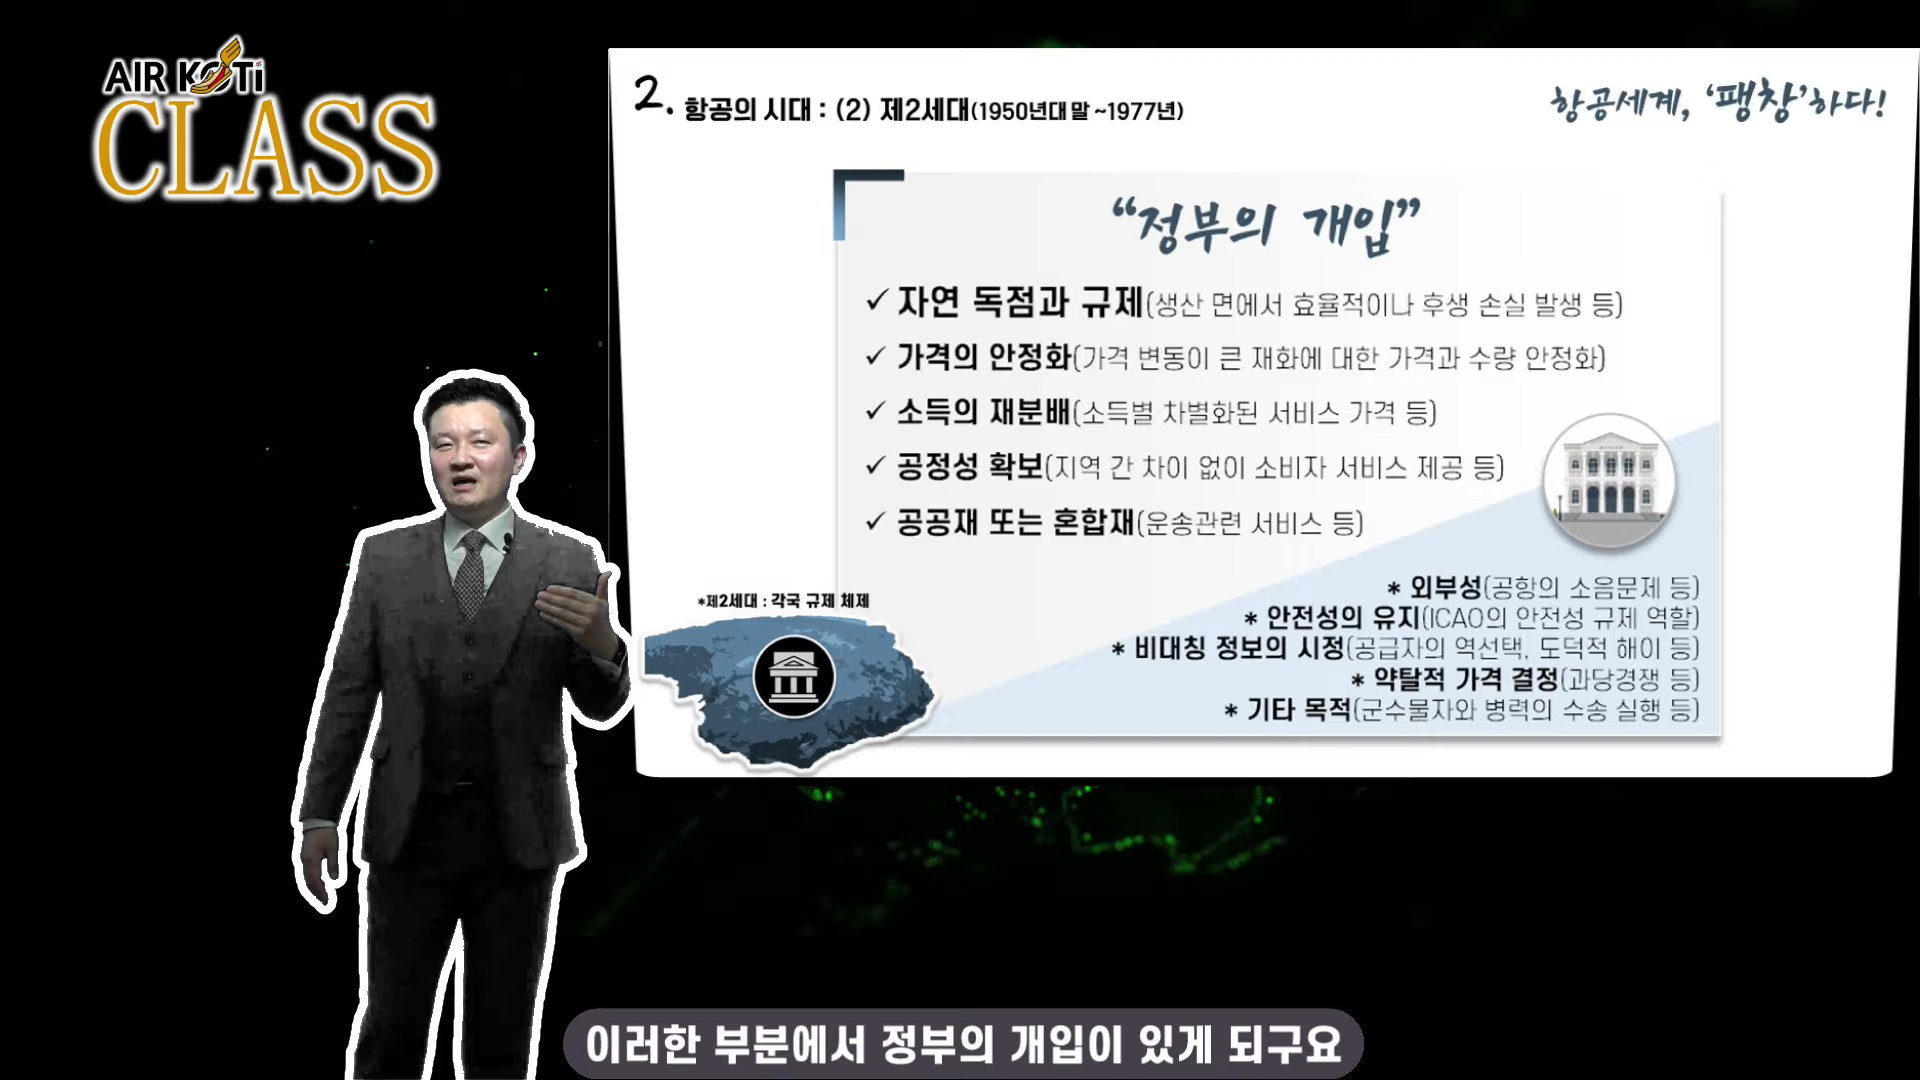 AIR KOTi
CLASS
2. 항공의 시대 : (2) 제2세대(1950년대 말 ~1977년)
항공세계, ‘팽창’하다!
“정부의 개입”
✓ 자연 독점과 규제(생산 면에서 효율적이나 후생 손실 발생 등)
✓ 가격의 안정화(가격 변동이 큰 재화에 대한 가격과 수량 안정화)
✓ 소득의 재분배(소득별 차별화된 서비스 가격 등)
✓ 공정성 확보(지역 간 차이 없이 소비자 서비스 제공 등)
✓ 공공재 또는 혼합재(운송관련 서비스 등)
* 외부성(공항의 소음문제 등)
* 안전성의 유지(ICAO의 안전성 규제 역할)
* 비대칭 정보의 시정(공급자의 역선택, 도덕적 해이 등)
* 약탈적 가격 결정(과당경쟁 등)
* 기타 목적(군수물자와 병력의 수송 실행 등)
*제2세대 : 각국 규제 체제
이러한 부분에서 정부의 개입이 있게 되구요